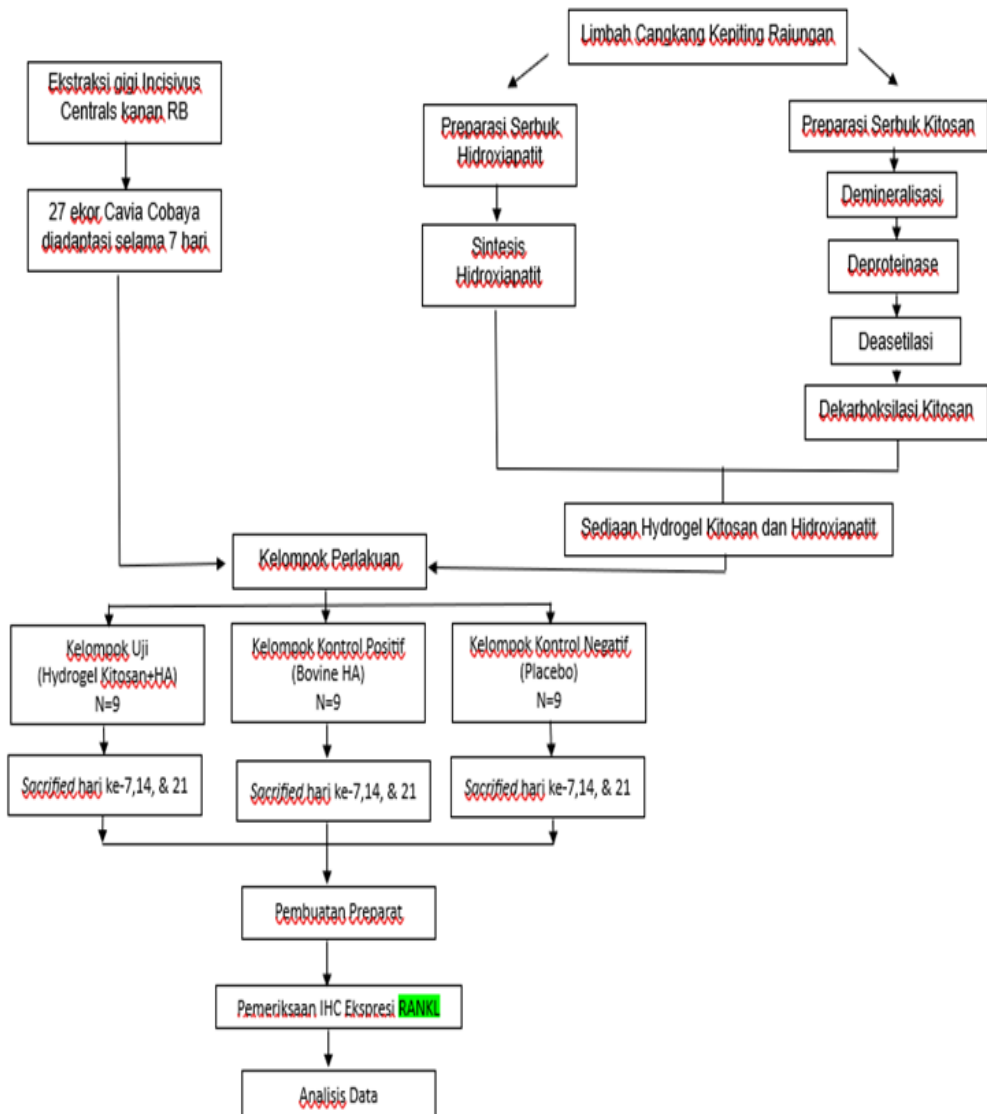 Limbah Cangkang Kepiting Rajungan
Ekstraksi gigi Incisivus
Centrals kanan RB
Preparasi Serbuk
Hidroxiapatit
Preparasi Serbuk Kitosan
27 ekor Cavia Cobaya
diadaptasi selama 7 hari
Sintesis
Hidroxiapatit
Demineralisasi
Deproteinase
Deasetilasi
Dekarboksilasi Kitosan
Sediaan Hydrogel Kitosan dan Hidroxiapatit
Kelompok Perlakuan
Kelompok Uji
(Hydrogel Kitosan+HA)
N=9
Kelompok Kontrol Positif
(Bovine HA)
N=9
Kelompok Kontrol Negatif
(Placebo)
N=9
Sacrified hari ke-7,14, & 21
Sacrified hari ke-7,14, & 21
Sacrified hari ke-7,14, & 21
Pembuatan Preparat
Pemeriksaan IHC Ekspresi RANKL
Analisis Data